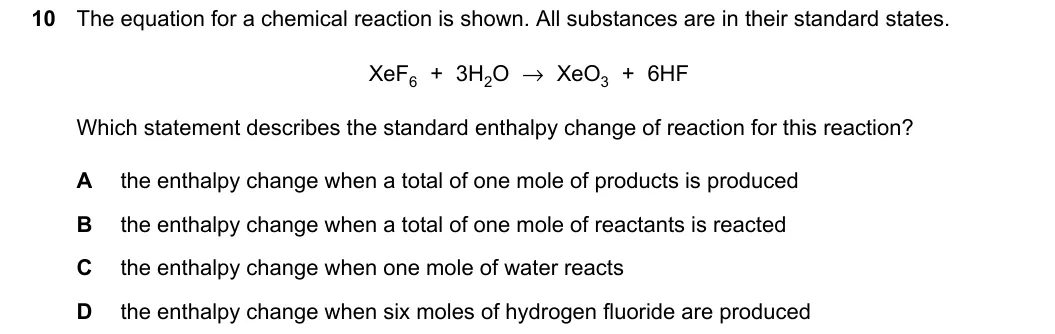 10 The equation for a chemical reaction is shown. All substances are in their standard states.
XeF₆ + 3H₂O → XeO₃ + 6HF
Which statement describes the standard enthalpy change of reaction for this reaction?
A the enthalpy change when a total of one mole of products is produced
B the enthalpy change when a total of one mole of reactants is reacted
C the enthalpy change when one mole of water reacts
D the enthalpy change when six moles of hydrogen fluoride are produced